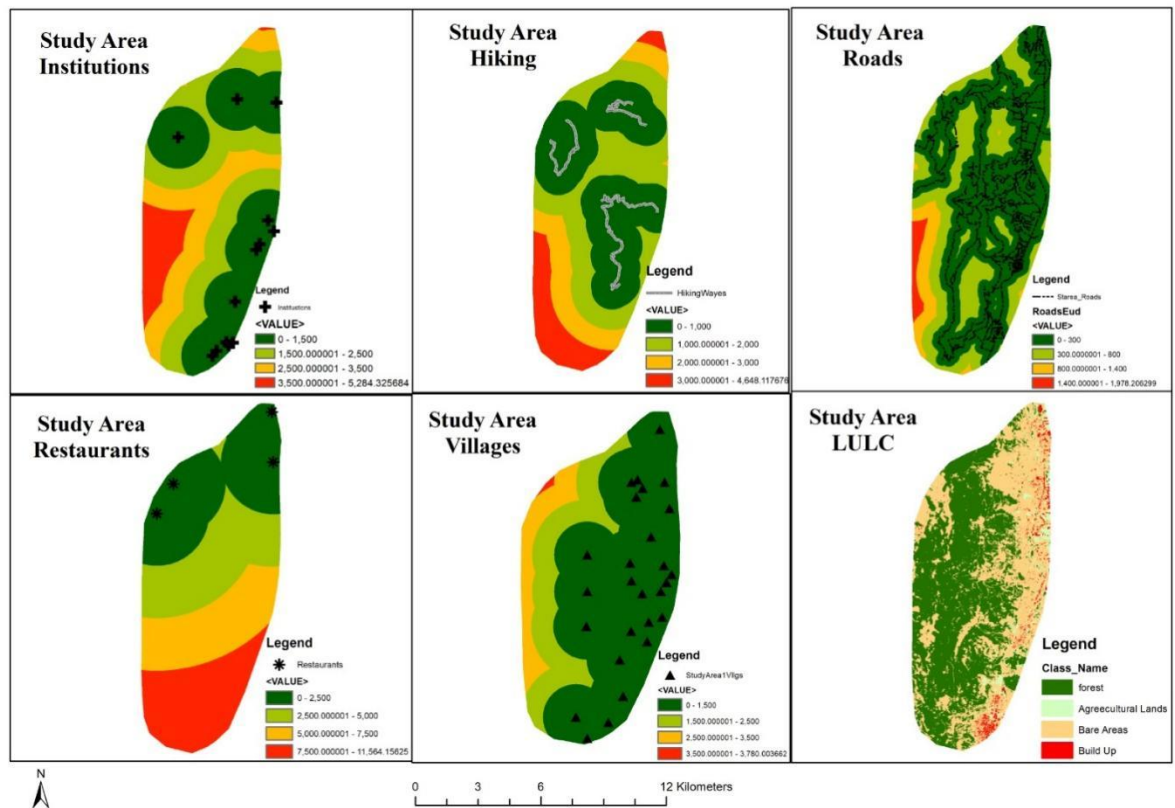 Study Area
Institutions
Legend
Institustions
<VALUE>
0 - 1,500
1,500.000001 - 2,500
2,500.000001 - 3,500
3,500.000001 - 5,284.325684
Study Area
Hiking
Legend
HikingWayes
<VALUE>
0 - 1,000
1,000.000001 - 2,000
2,000.000001 - 3,000
3,000.000001 - 4,648.117676
Study Area
Roads
Legend
Starea_Roads
RoadsEud
<VALUE>
0 - 300
300.0000001 - 800
800.0000001 - 1,400
1,400.000001 - 1,978.206299
Study Area
Restaurants
Legend
Restaurants
<VALUE>
0 - 2,500
2,500.000001 - 5,000
5,000.000001 - 7,500
7,500.000001 - 11,564.15625
Study Area
Villages
Legend
StudyArea1Vllgs
<VALUE>
0 - 1,500
1,500.000001 - 2,500
2,500.000001 - 3,500
3,500.000001 - 3,780.003662
Study Area
LULC
Legend
Class_Name
forest
Agreecultural Lands
Bare Areas
Build Up
N
0 3 6 12 Kilometers